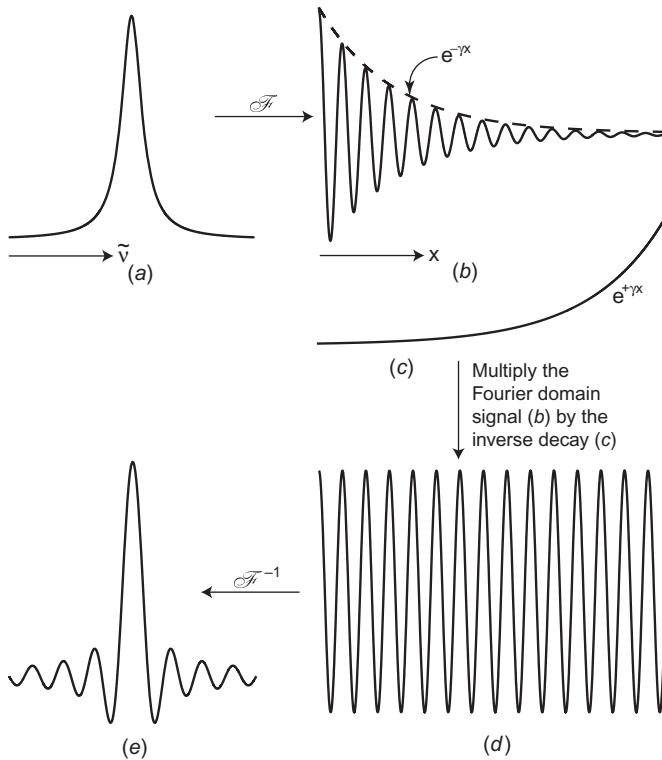 e−γx
ℱ
ν̃
x
(a)
(b)
e+γx
(c)
Multiply the
Fourier domain
signal (b) by the
inverse decay (c)
ℱ −1
(e)
(d)